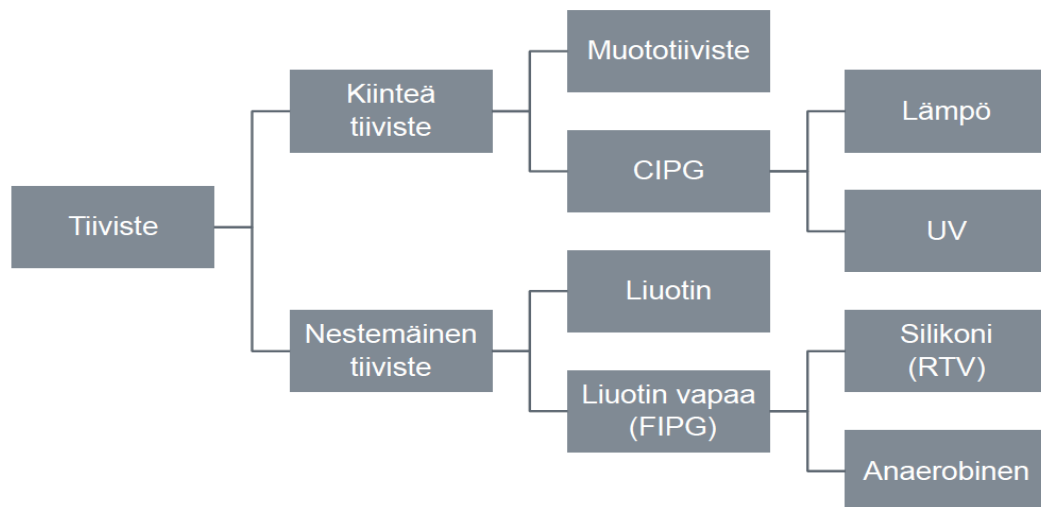 Tiiviste
Kiinteä
tiiviste
Muototiiviste
CIPG
Lämpö
UV
Nestemäinen
tiiviste
Liuotin
Liuotin vapaa
(FIPG)
Silikoni
(RTV)
Anaerobinen